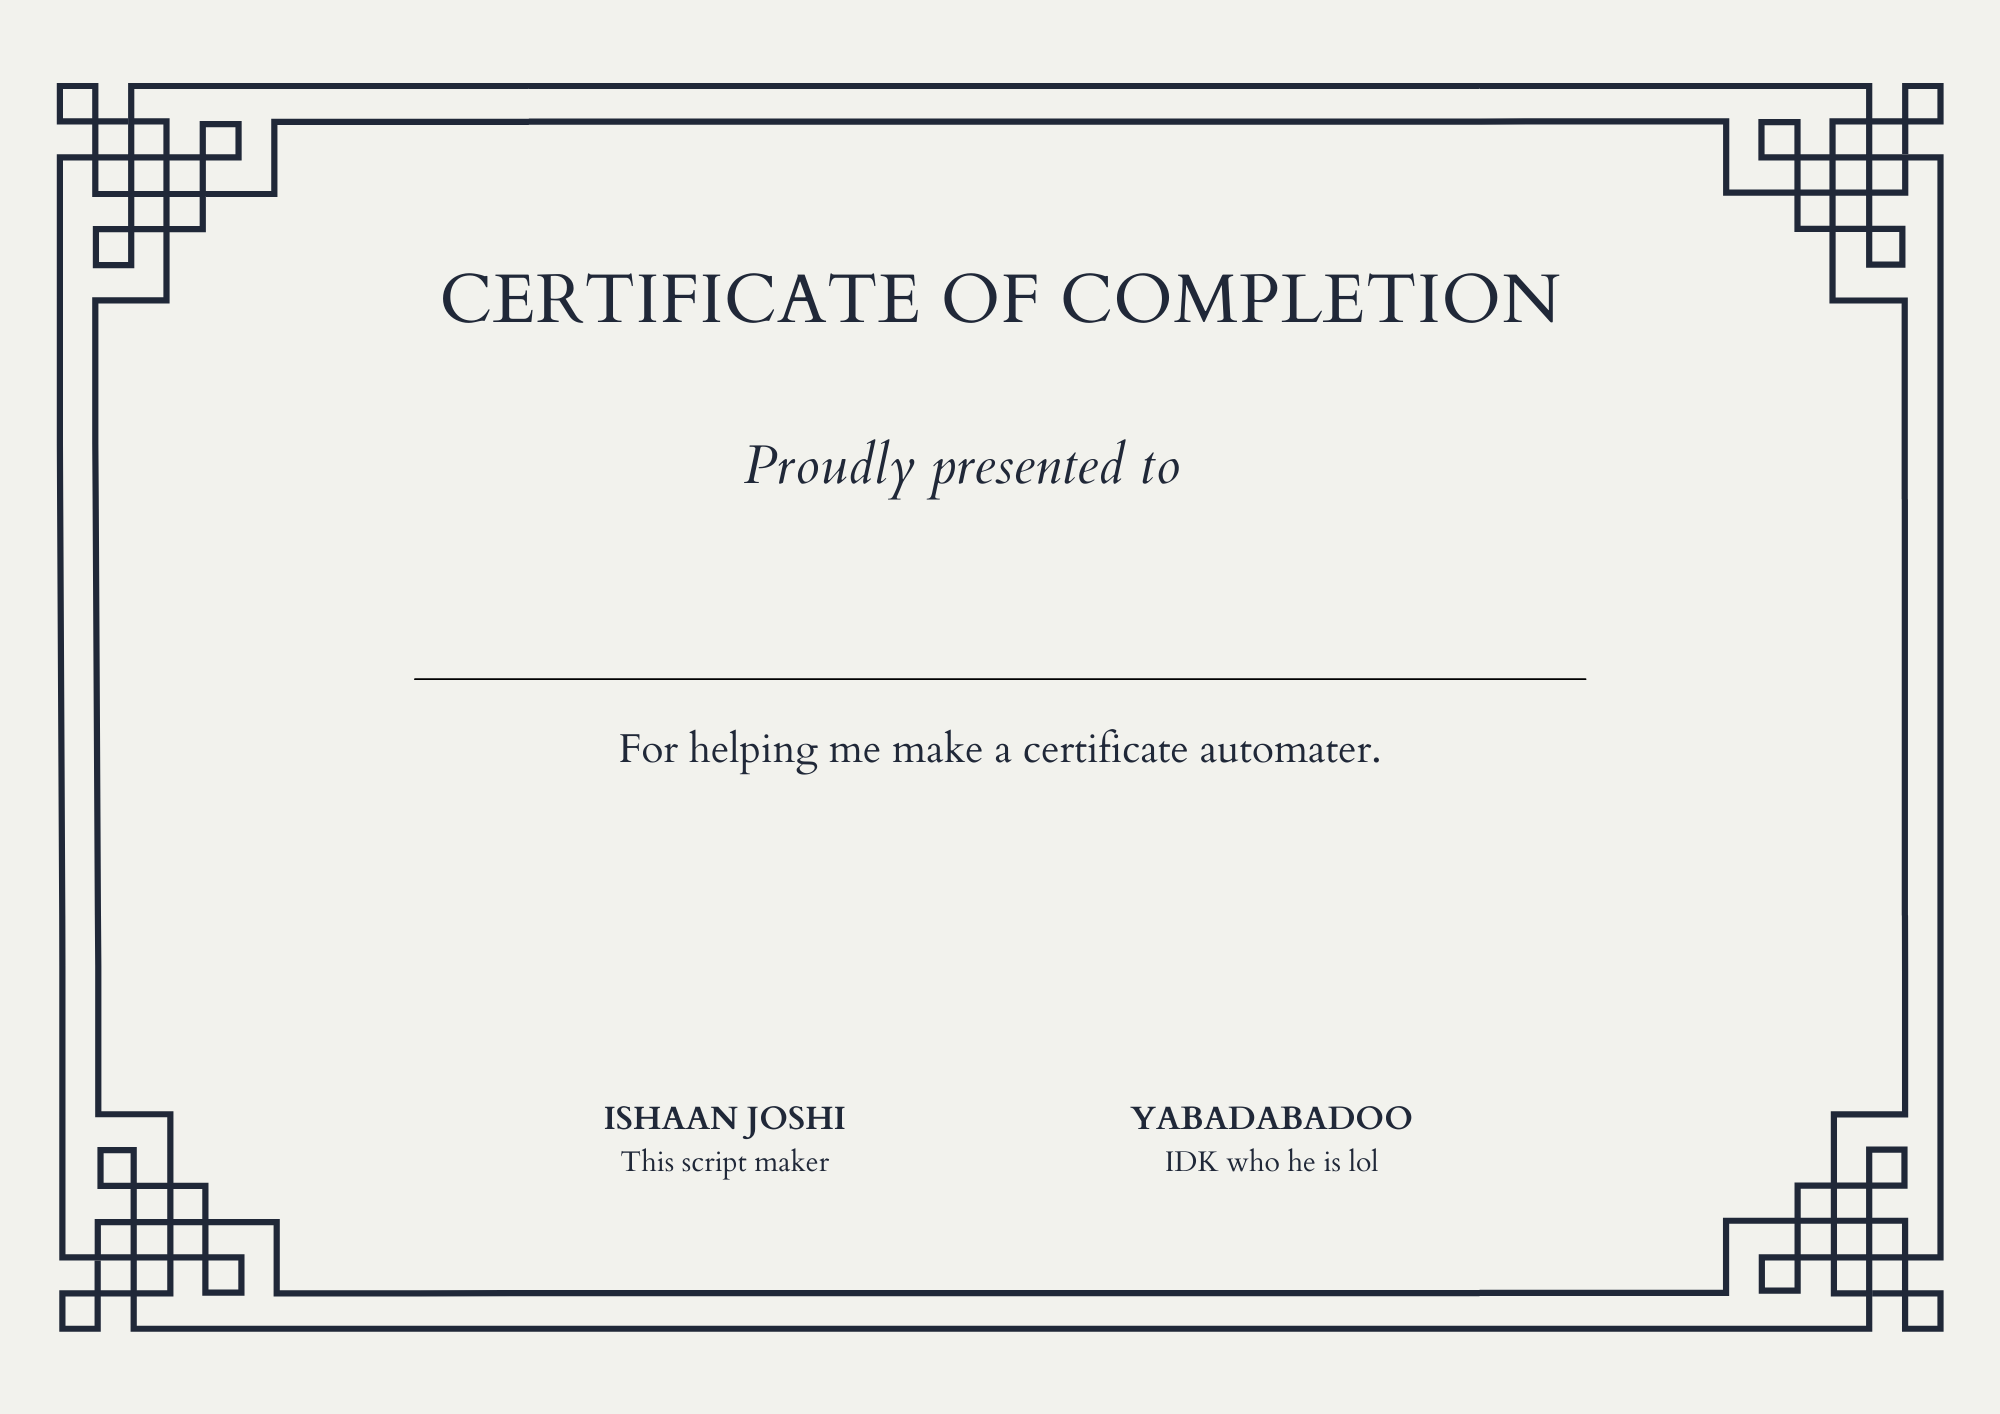 CERTIFICATE OF COMPLETION
Proudly presented to
For helping me make a certificate automater.
ISHAAN JOSHI
This script maker
YABADABADOO
IDK who he is lol